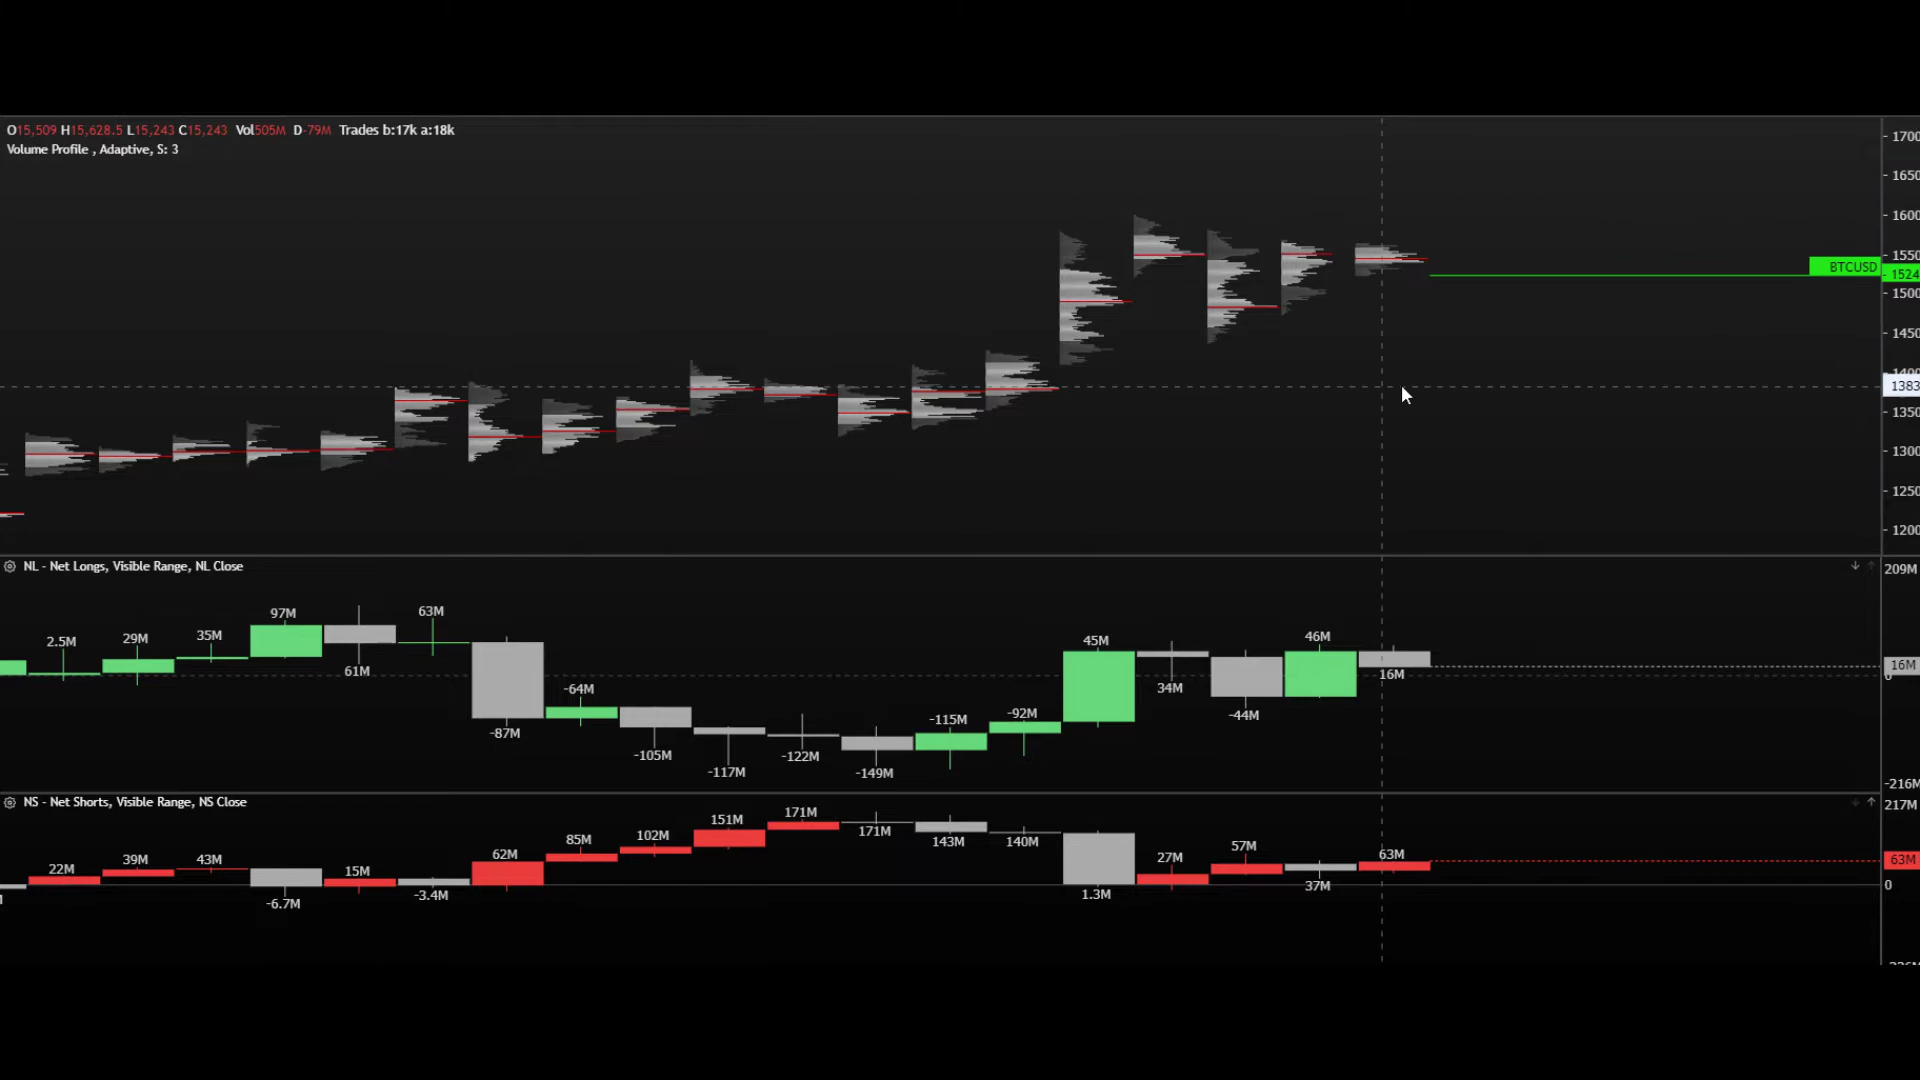 O15,509 H15,628.5 L15,243 C15,243 Vol505M D-79M Trades b:17k a:18k
Volume Profile , Adaptive, S: 3
1700
1650
1600
1550
BTCUSD
1524
1500
1450
1400
1383
1350
1300
1250
1200
NL - Net Longs, Visible Range, NL Close
209M
2.5M 29M 35M 97M 61M 63M -87M -64M -105M -117M -122M -149M -115M -92M 45M 34M -44M 46M 16M
16M
0
-216M
NS - Net Shorts, Visible Range, NS Close
217M
22M 39M 43M -6.7M 15M -3.4M 62M 85M 102M 151M 171M 171M 143M 140M 1.3M 27M 57M 37M 63M
63M
0